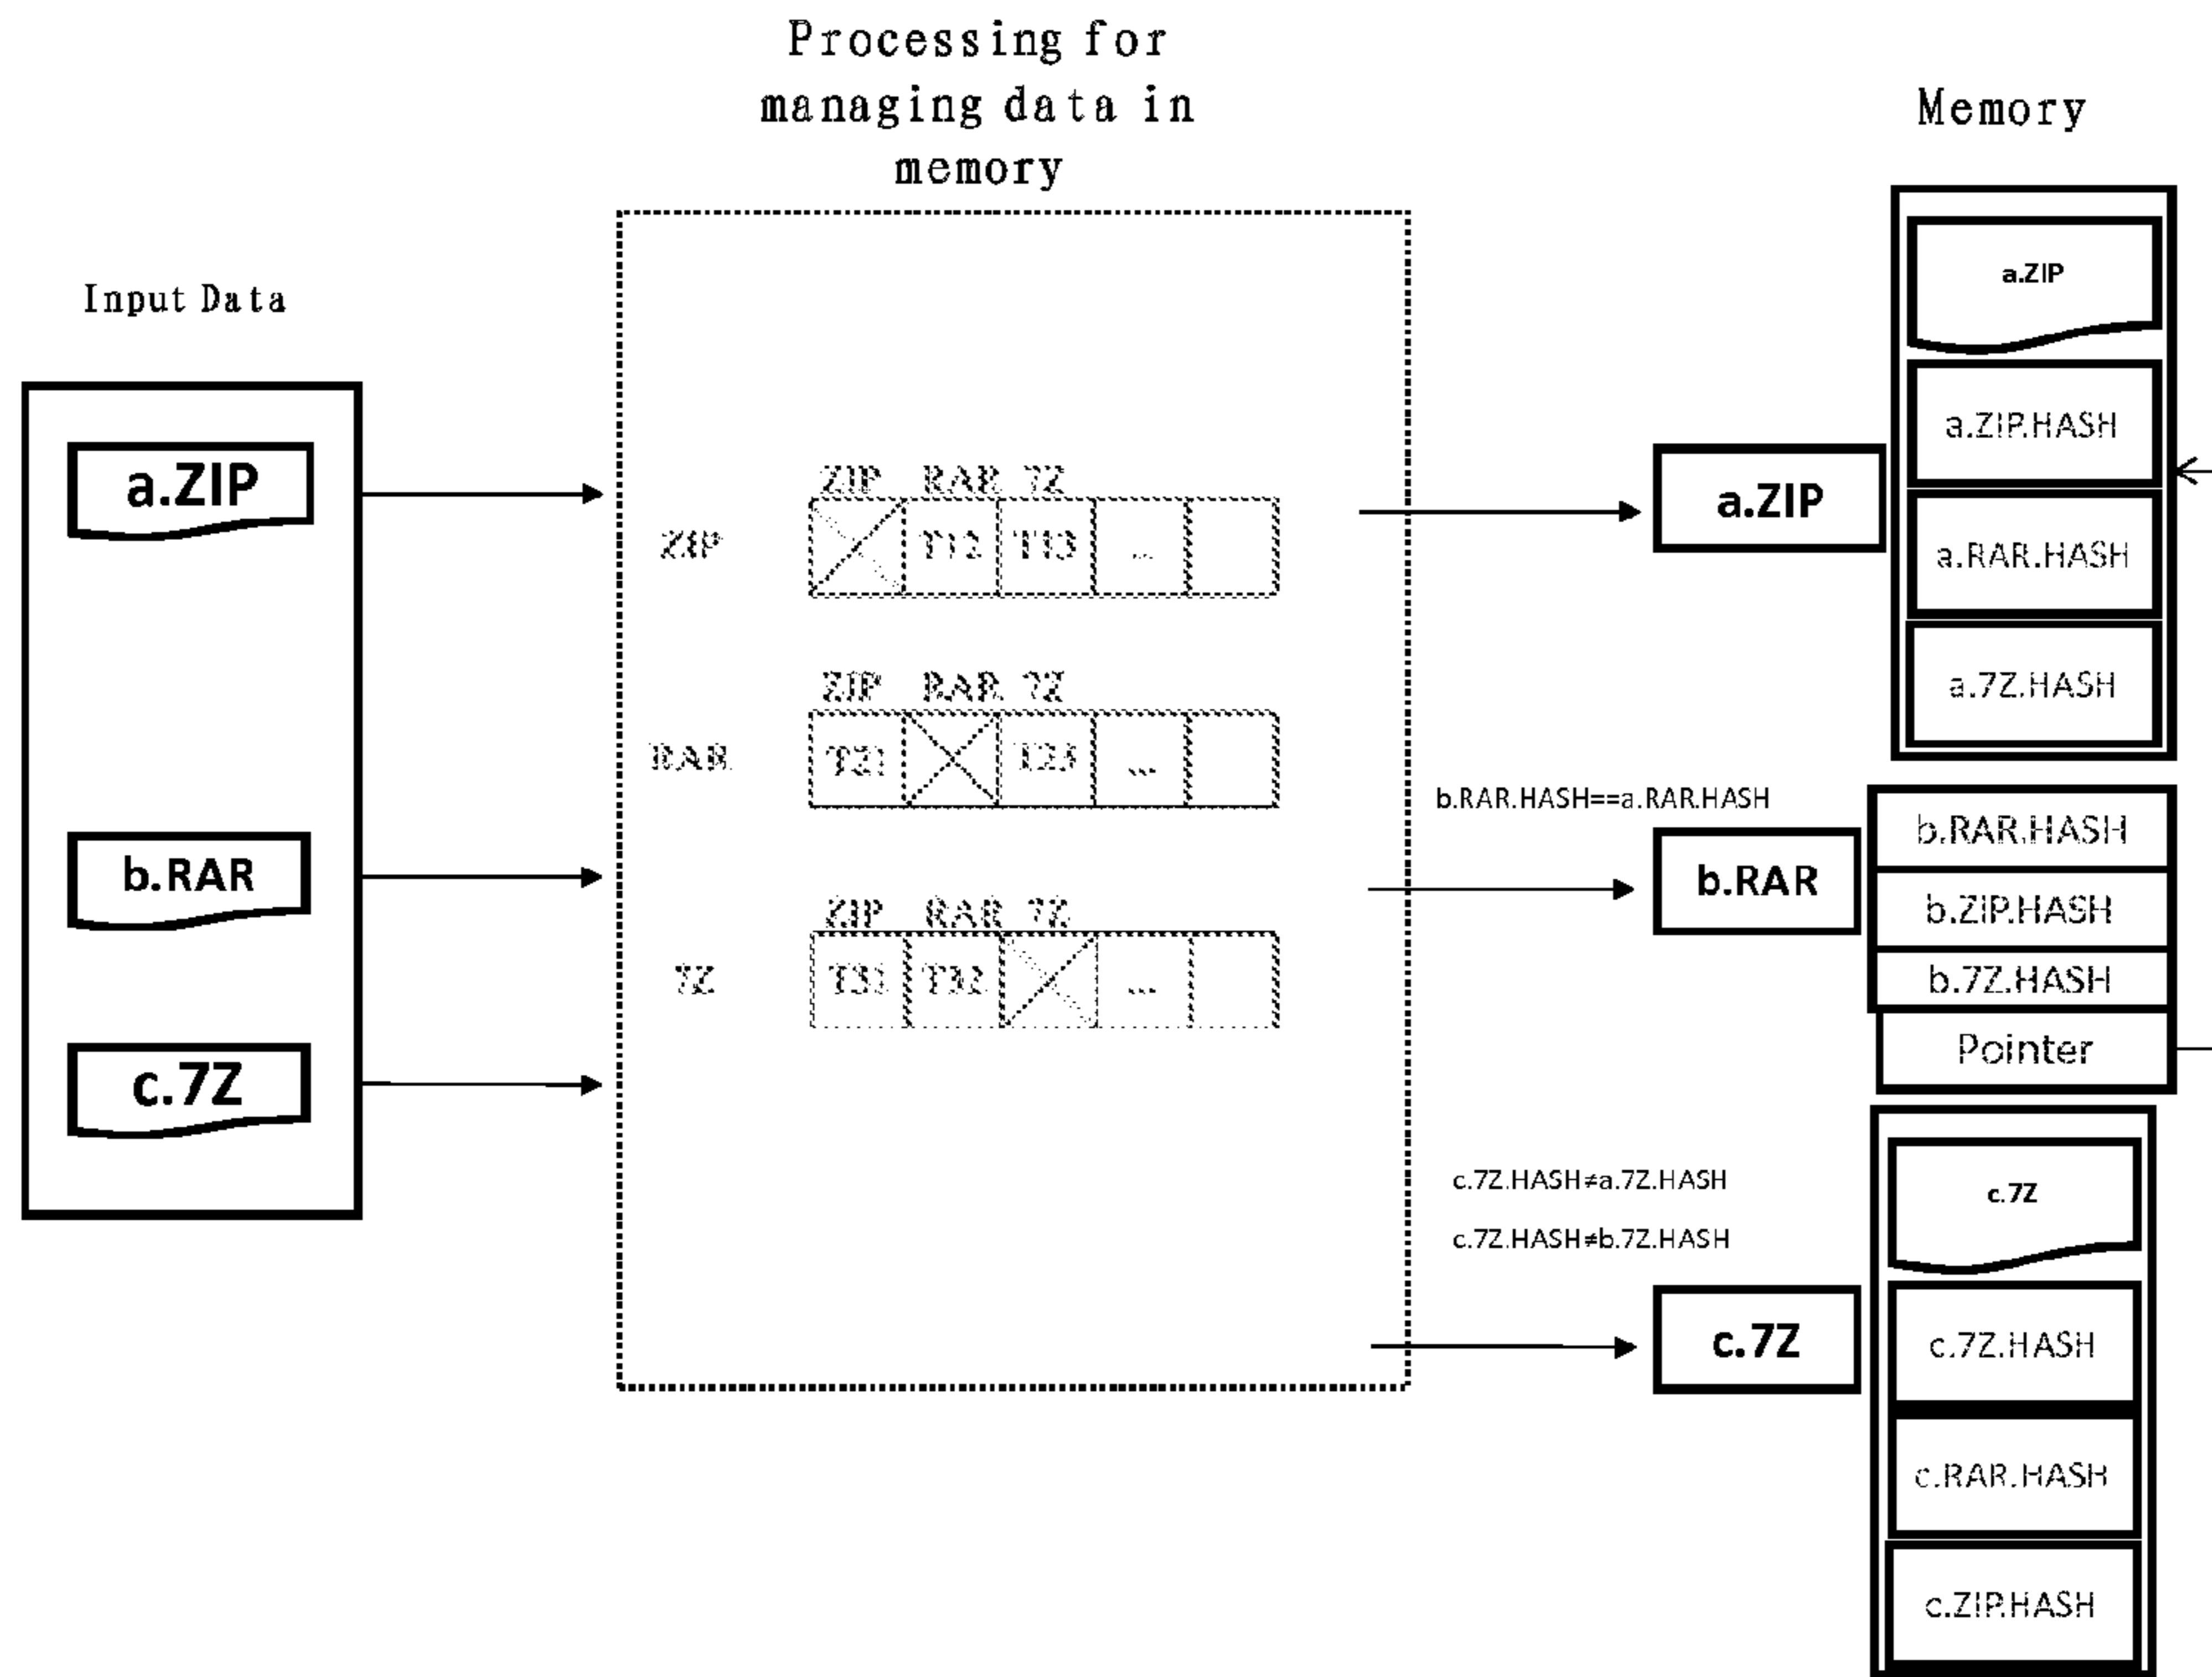 Processing for
managing data in
memory
Memory
Input Data
a.ZIP
b.RAR
c.7Z
ZIP RAR 7Z
ZIP T12 T13 ...
ZIP RAR 7Z
RAR T21 T23 ...
ZIP RAR 7Z
7Z T31 T32 ...
a.ZIP
a.ZIP
a.ZIP.HASH
a.RAR.HASH
a.7Z.HASH
b.RAR.HASH==a.RAR.HASH
b.RAR
b.RAR.HASH
b.ZIP.HASH
b.7Z.HASH
Pointer
c.7Z.HASH≠a.7Z.HASH
c.7Z.HASH≠b.7Z.HASH
c.7Z
c.7Z
c.7Z.HASH
c.RAR.HASH
c.ZIP.HASH